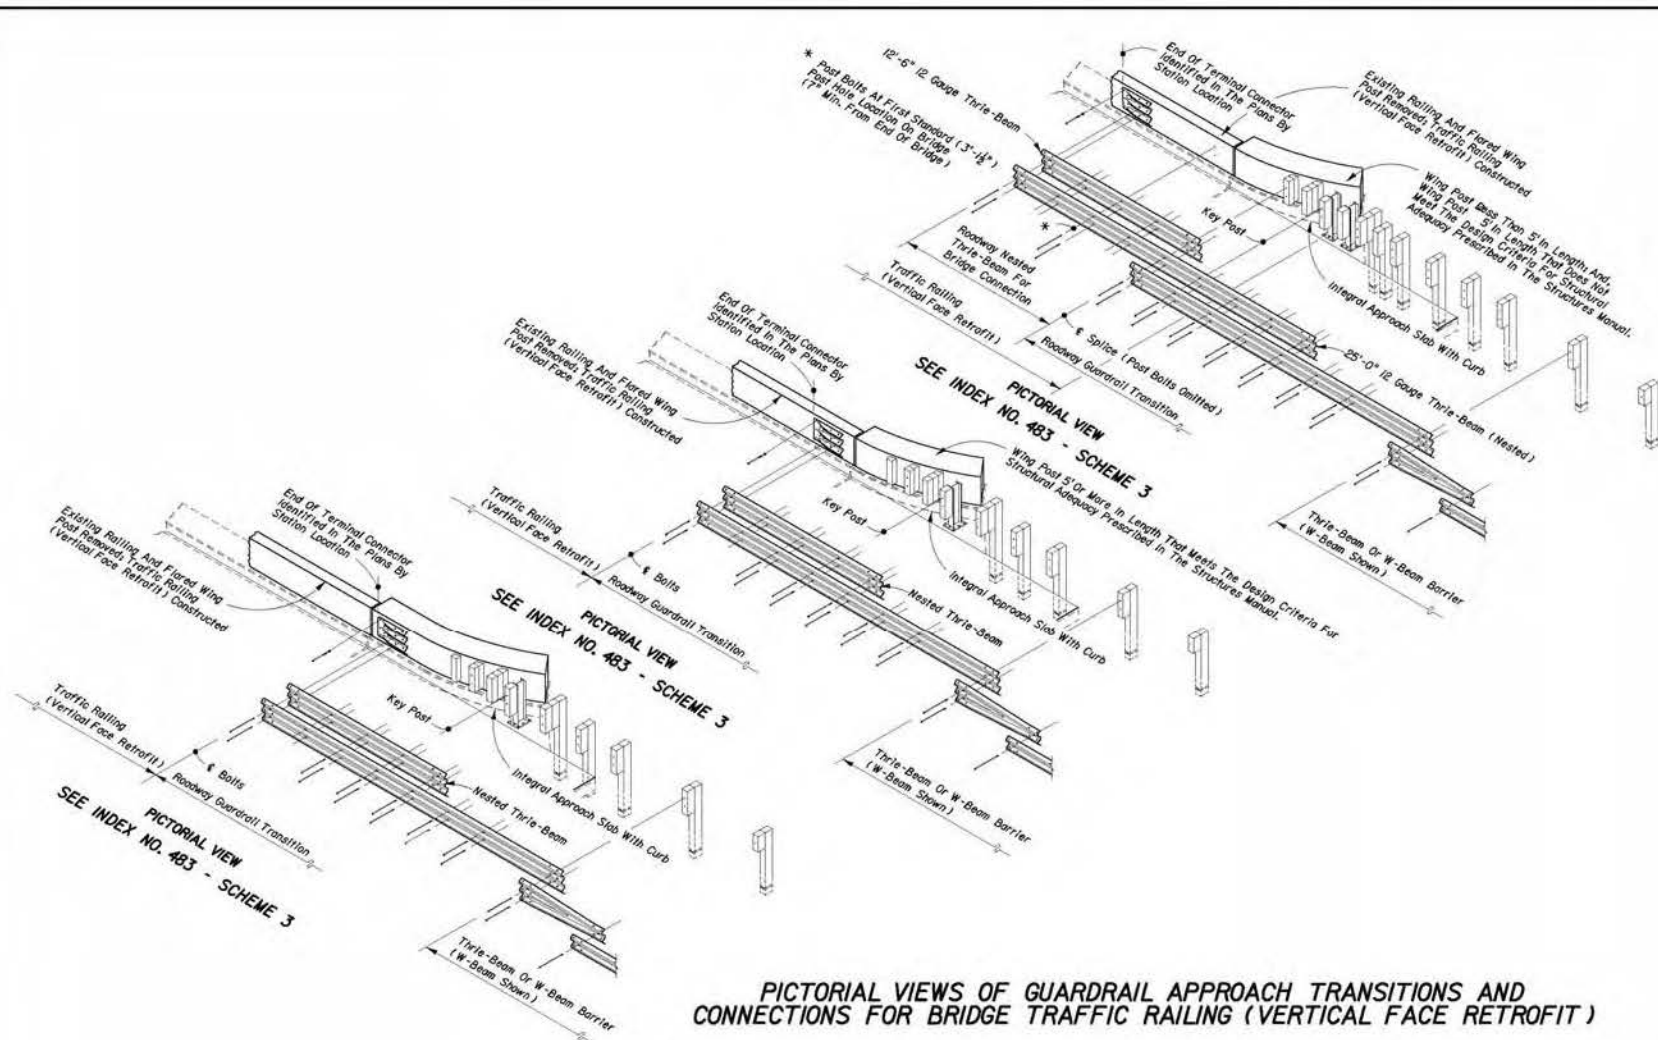 12'-6" 12 Gauge Thrie-Beam
* Post Bolts At First Standard (3'-1½")
Post Hole Location On Bridge
(7" Min. From End Of Bridge)
End Of Terminal Connector
Identified In The Plans By
Station Location
Existing Railing And Flared Wing
Post Removed; Traffic Railing
(Vertical Face Retrofit) Constructed
Wing Post Less Than 5' In Length; And,
Wing Post 5' In Length That Does Not
Meet The Design Criteria For Structural
Adequacy Prescribed In The Structures Manual.
Key Post
*
Roadway Nested
Thrie-Beam For
Bridge Connection
Traffic Railing
(Vertical Face Retrofit)
Integral Approach Slab With Curb
℄ Splice (Post Bolts Omitted)
Roadway Guardrail Transition
25'-0" 12 Gauge Thrie-Beam (Nested)
PICTORIAL VIEW
SEE INDEX NO. 483 - SCHEME 3
Thrie-Beam Or W-Beam Barrier
(W-Beam Shown)
End Of Terminal Connector
Identified In The Plans By
Station Location
Existing Railing And Flared Wing
Post Removed; Traffic Railing
(Vertical Face Retrofit) Constructed
Wing Post 5' Or More In Length That Meets The Design Criteria For
Structural Adequacy Prescribed In The Structures Manual.
Key Post
Traffic Railing
(Vertical Face Retrofit)
℄ Bolts
Roadway Guardrail Transition
Integral Approach Slab With Curb
Nested Thrie-Beam
PICTORIAL VIEW
SEE INDEX NO. 483 - SCHEME 3
Thrie-Beam Or W-Beam Barrier
(W-Beam Shown)
End Of Terminal Connector
Identified In The Plans By
Station Location
Existing Railing And Flared Wing
Post Removed; Traffic Railing
(Vertical Face Retrofit) Constructed
Key Post
Traffic Railing
(Vertical Face Retrofit)
℄ Bolts
Roadway Guardrail Transition
Integral Approach Slab With Curb
Nested Thrie-Beam
PICTORIAL VIEW
SEE INDEX NO. 483 - SCHEME 3
Thrie-Beam Or W-Beam Barrier
(W-Beam Shown)
PICTORIAL VIEWS OF GUARDRAIL APPROACH TRANSITIONS AND
CONNECTIONS FOR BRIDGE TRAFFIC RAILING (VERTICAL FACE RETROFIT)